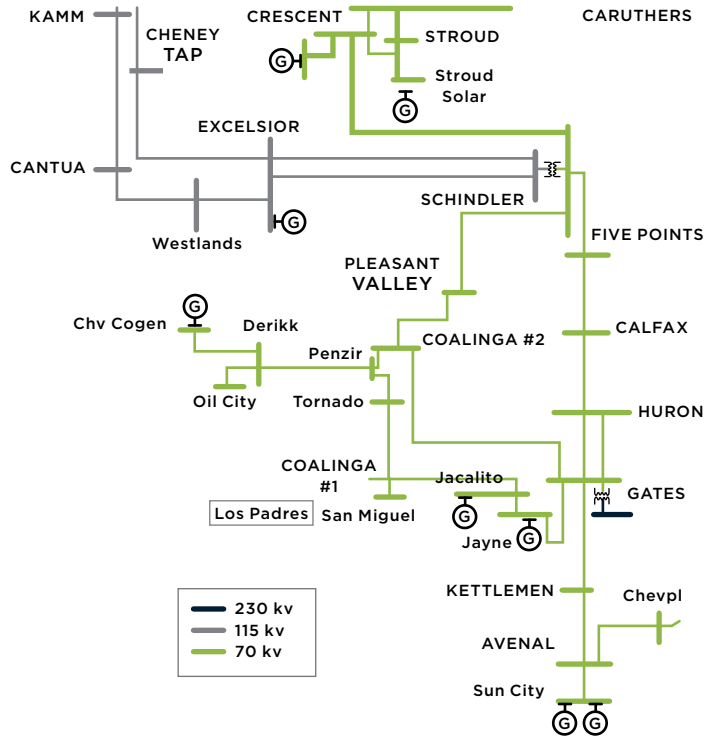 KAMM
CRESCENT
CARUTHERS
CHENEY
TAP
STROUD
G
Stroud
Solar
G
EXCELSIOR
CANTUA
SCHINDLER
G
Westlands
FIVE POINTS
PLEASANT
VALLEY
G
Chv Cogen
Derikk
COALINGA #2
CALFAX
Penzir
Oil City
Tornado
HURON
COALINGA
#1
Jacalito
GATES
Los Padres
San Miguel
G
Jayne
G
230 kv
115 kv
70 kv
KETTLEMEN
Chevpl
AVENAL
Sun City
G G